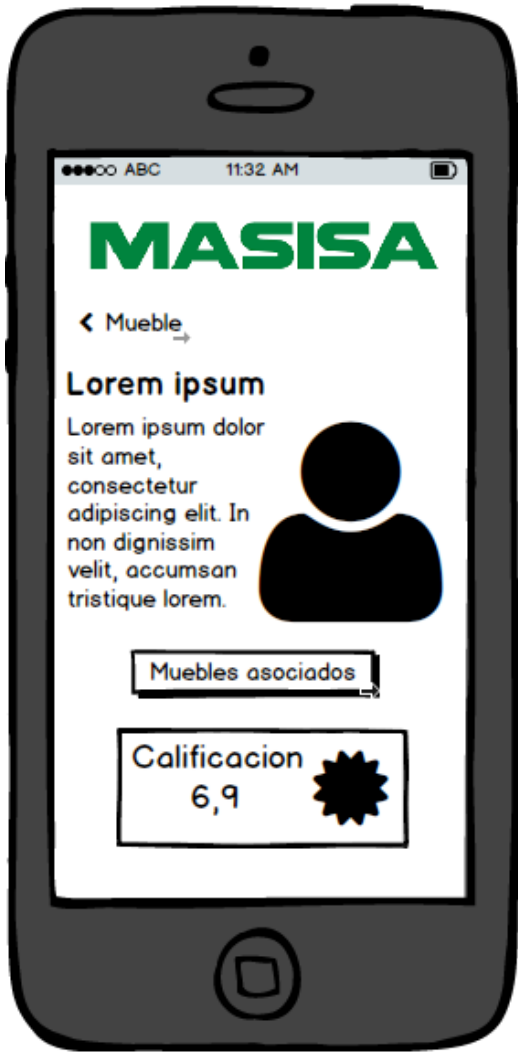 ABC 11:32 AM
MASISA
Mueble
Lorem ipsum
Lorem ipsum dolor
sit amet,
consectetur
adipiscing elit. In
non dignissim
velit, accumsan
tristique lorem.
Muebles asociados
Calificacion
6,9